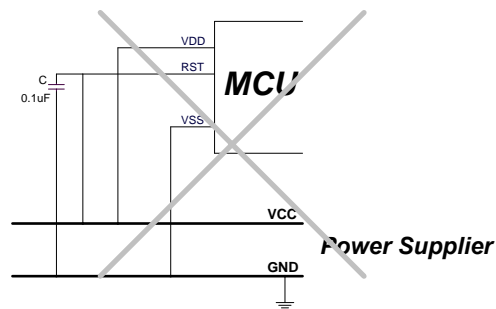 VDD
RST
MCU
C
0.1uF
VSS
VCC
Power Supplier
GND